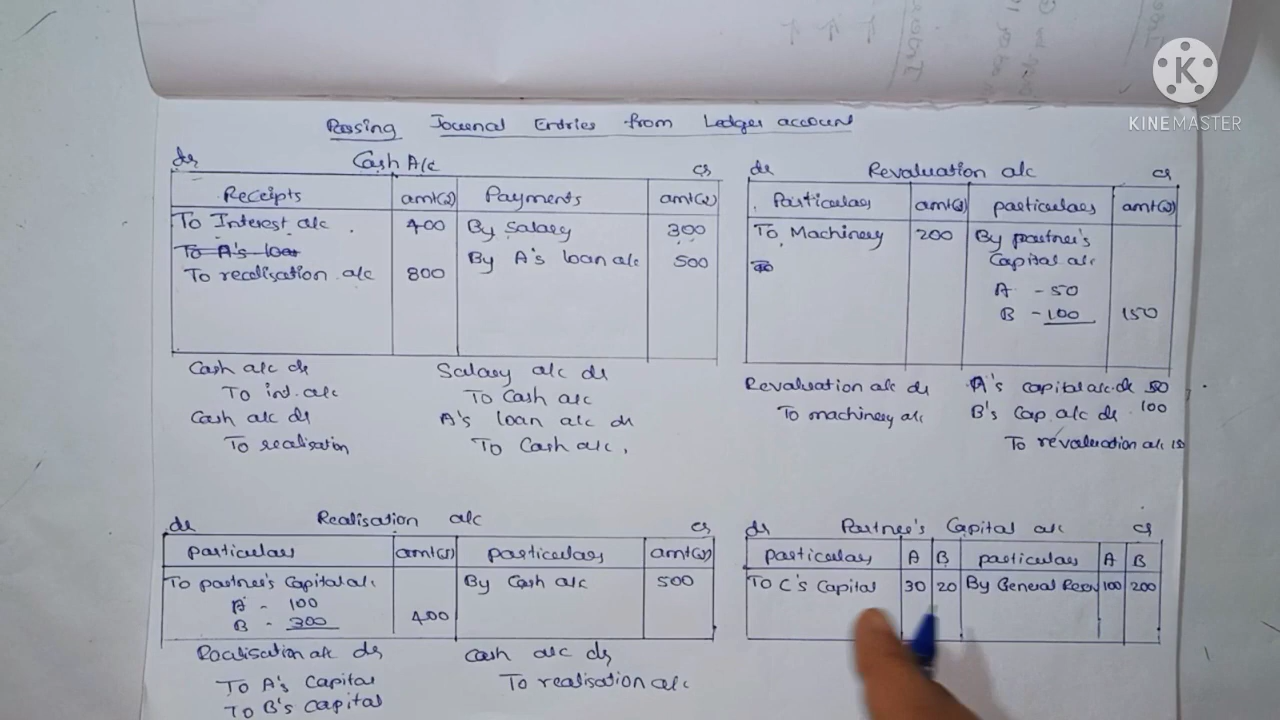 KINEMASTER
Passing Journal Entries from Ledger account
dr Cash A/c cr
Receipts amt(₹) Payments amt(₹)
To Interest a/c 400 By Salary 300
To A's loan
By A's loan a/c 500
To realisation a/c 800
Cash a/c dr
To int. a/c
Cash a/c dr
To realisation
Salary a/c dr
To Cash a/c
A's loan a/c dr
To Cash a/c,
dr Revaluation a/c cr
Particulars amt(₹) particulars amt(₹)
To Machinery 200 By partner's
To
Capital a/c
A - 50
B - 100 150
Revaluation a/c dr
To machinery a/c
A's capital a/c dr 50
B's Cap. a/c dr 100
To revaluation a/c
dr Realisation a/c cr
particulars amt(₹) particulars amt(₹)
To partner's Capital a/c By Cash a/c 500
A - 100
B - 300 400
Realisation a/c dr
To A's Capital
To B's Capital
Cash a/c dr
To realisation a/c
dr Partner's Capital a/c cr
particulars A B particulars A B
To C's Capital 30 20 By General Resv 100 200